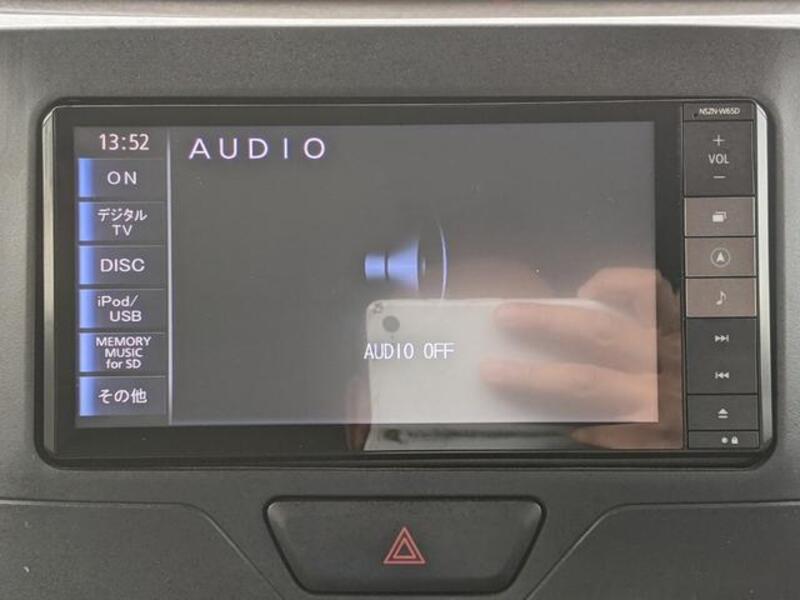 NSZN-W65D
13:52
AUDIO
ON
デジタル
TV
DISC
iPod/
USB
MEMORY
MUSIC
for SD
その他
AUDIO OFF
+
VOL
−